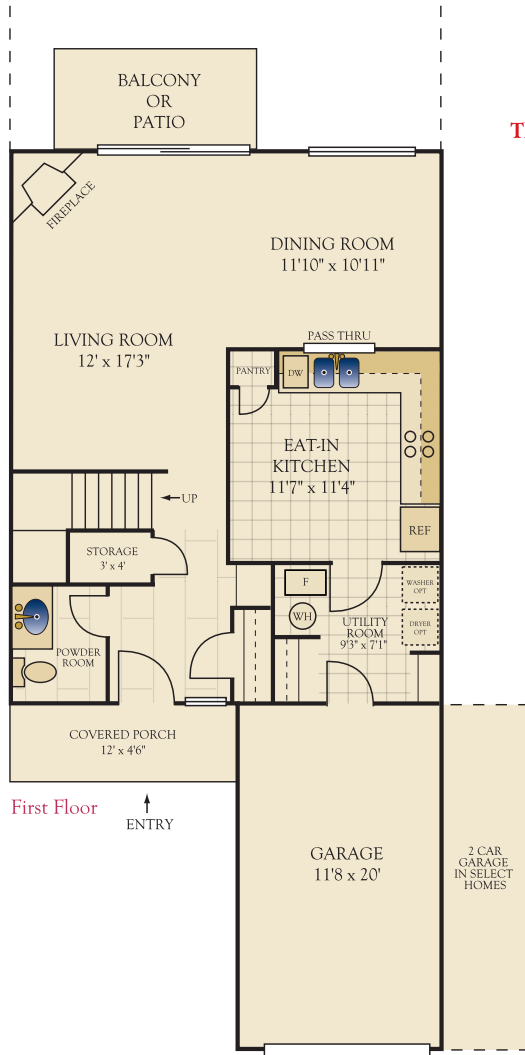 BALCONY
OR
PATIO
FIREPLACE
DINING ROOM
11'10" x 10'11"
LIVING ROOM
12' x 17'3"
PASS THRU
PANTRY
DW
EAT-IN
KITCHEN
11'7" x 11'4"
UP
REF
STORAGE
3' x 4'
F
WASHER
OPT
WH
UTILITY
ROOM
9'3" x 7'1"
DRYER
OPT
POWDER
ROOM
COVERED PORCH
12' x 4'6"
First Floor
ENTRY
GARAGE
11'8 x 20'
2 CAR
GARAGE
IN SELECT
HOMES